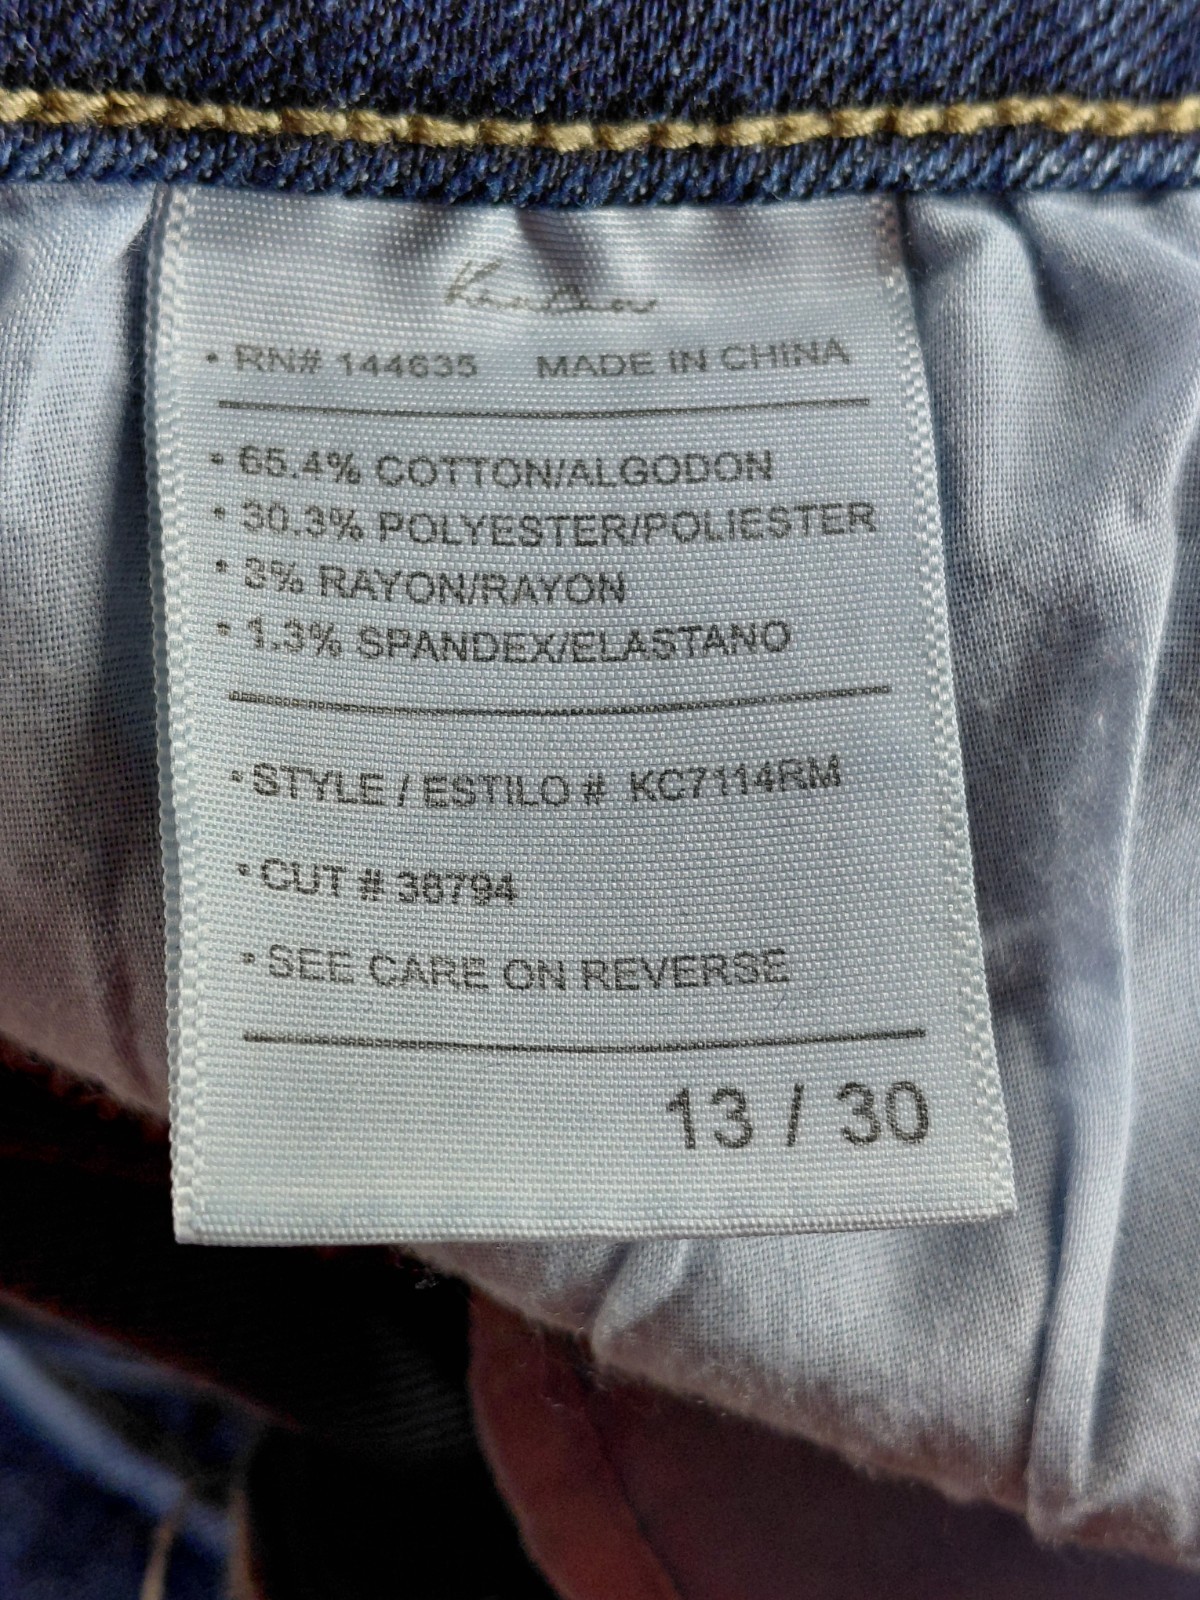 KanCan
• RN# 144635 MADE IN CHINA
• 65.4% COTTON/ALGODON
• 30.3% POLYESTER/POLIESTER
• 3% RAYON/RAYON
• 1.3% SPANDEX/ELASTANO
• STYLE / ESTILO # KC7114RM
• CUT # 36794
• SEE CARE ON REVERSE
13 / 30